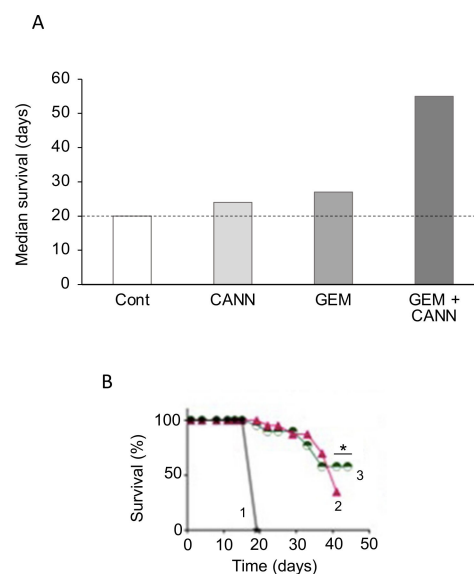 A
Median survival (days)
60
50
40
30
20
10
0
Cont
CANN
GEM
GEM +
CANN
B
Survival (%)
100
50
0
1
*
3
2
0
10
20
30
40
50
Time (days)